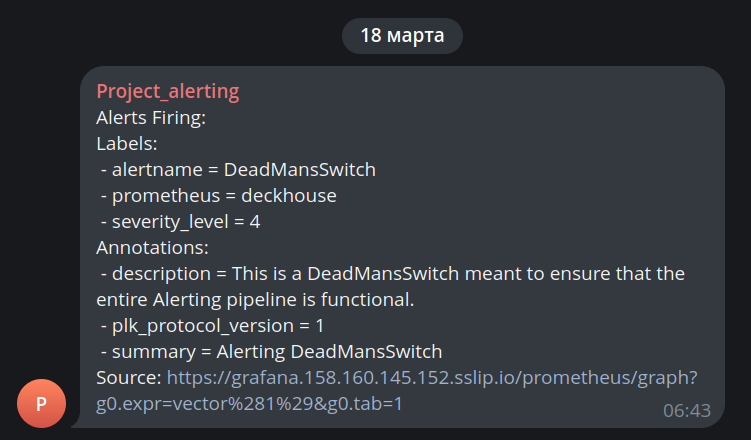 18 марта
Project_alerting
Alerts Firing:
Labels:
- alertname = DeadMansSwitch
- prometheus = deckhouse
- severity_level = 4
Annotations:
- description = This is a DeadMansSwitch meant to ensure that the
entire Alerting pipeline is functional.
- plk_protocol_version = 1
- summary = Alerting DeadMansSwitch
Source: https://grafana.158.160.145.152.sslip.io/prometheus/graph?
g0.expr=vector%281%29&g0.tab=1
06:43
P